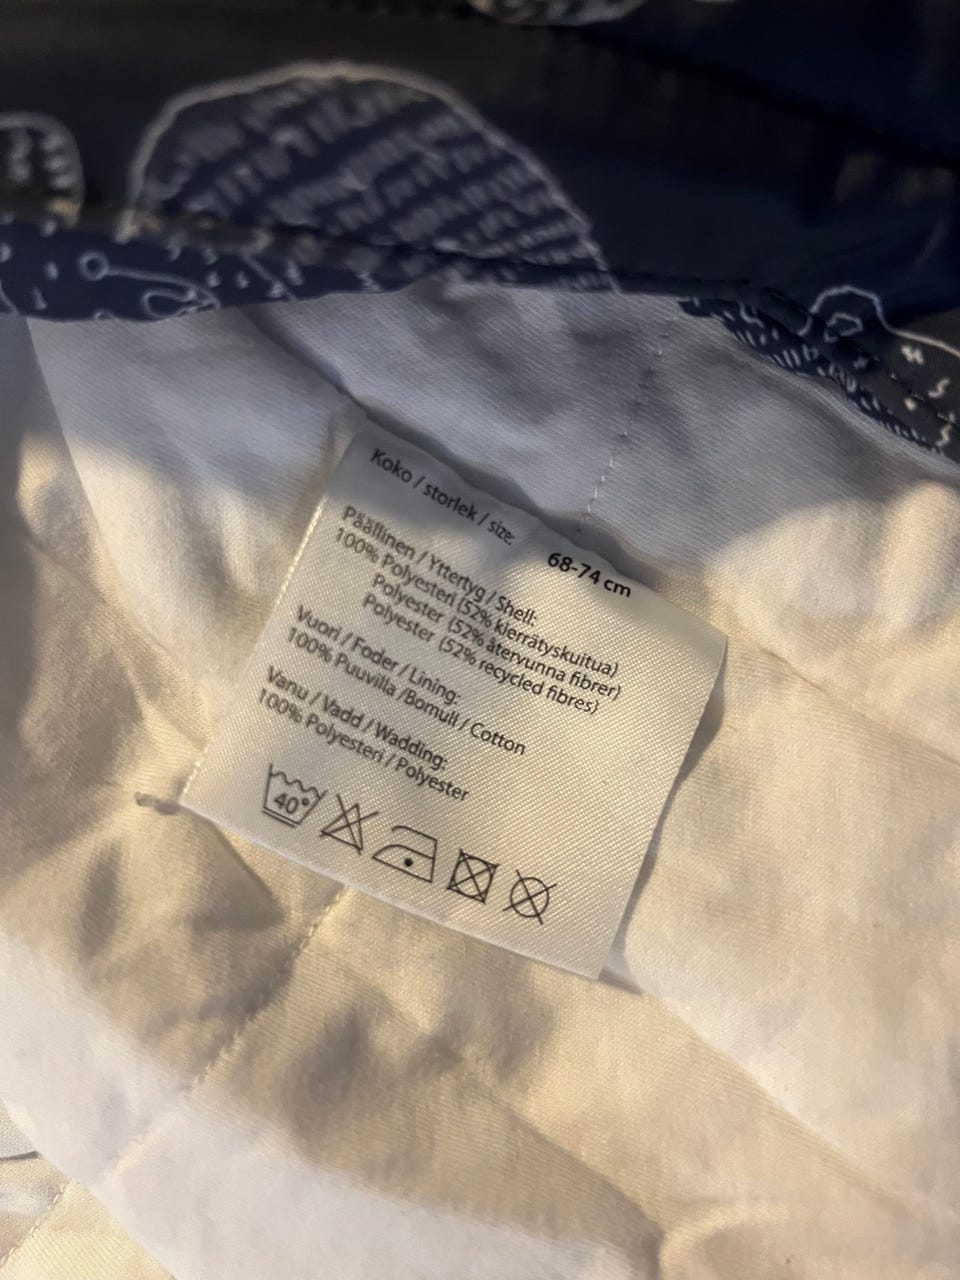 Koko / storlek / size: 68-74 cm
Päällinen / Yttertyg / Shell:
100% Polyesteri (52% kierrätyskuitua)
Polyester (52% återvunna fibrer)
Polyester (52% recycled fibres)
Vuori / Foder / Lining:
100% Puuvilla /Bomull / Cotton
Vanu / Vadd / Wadding:
100% Polyesteri / Polyester
40°